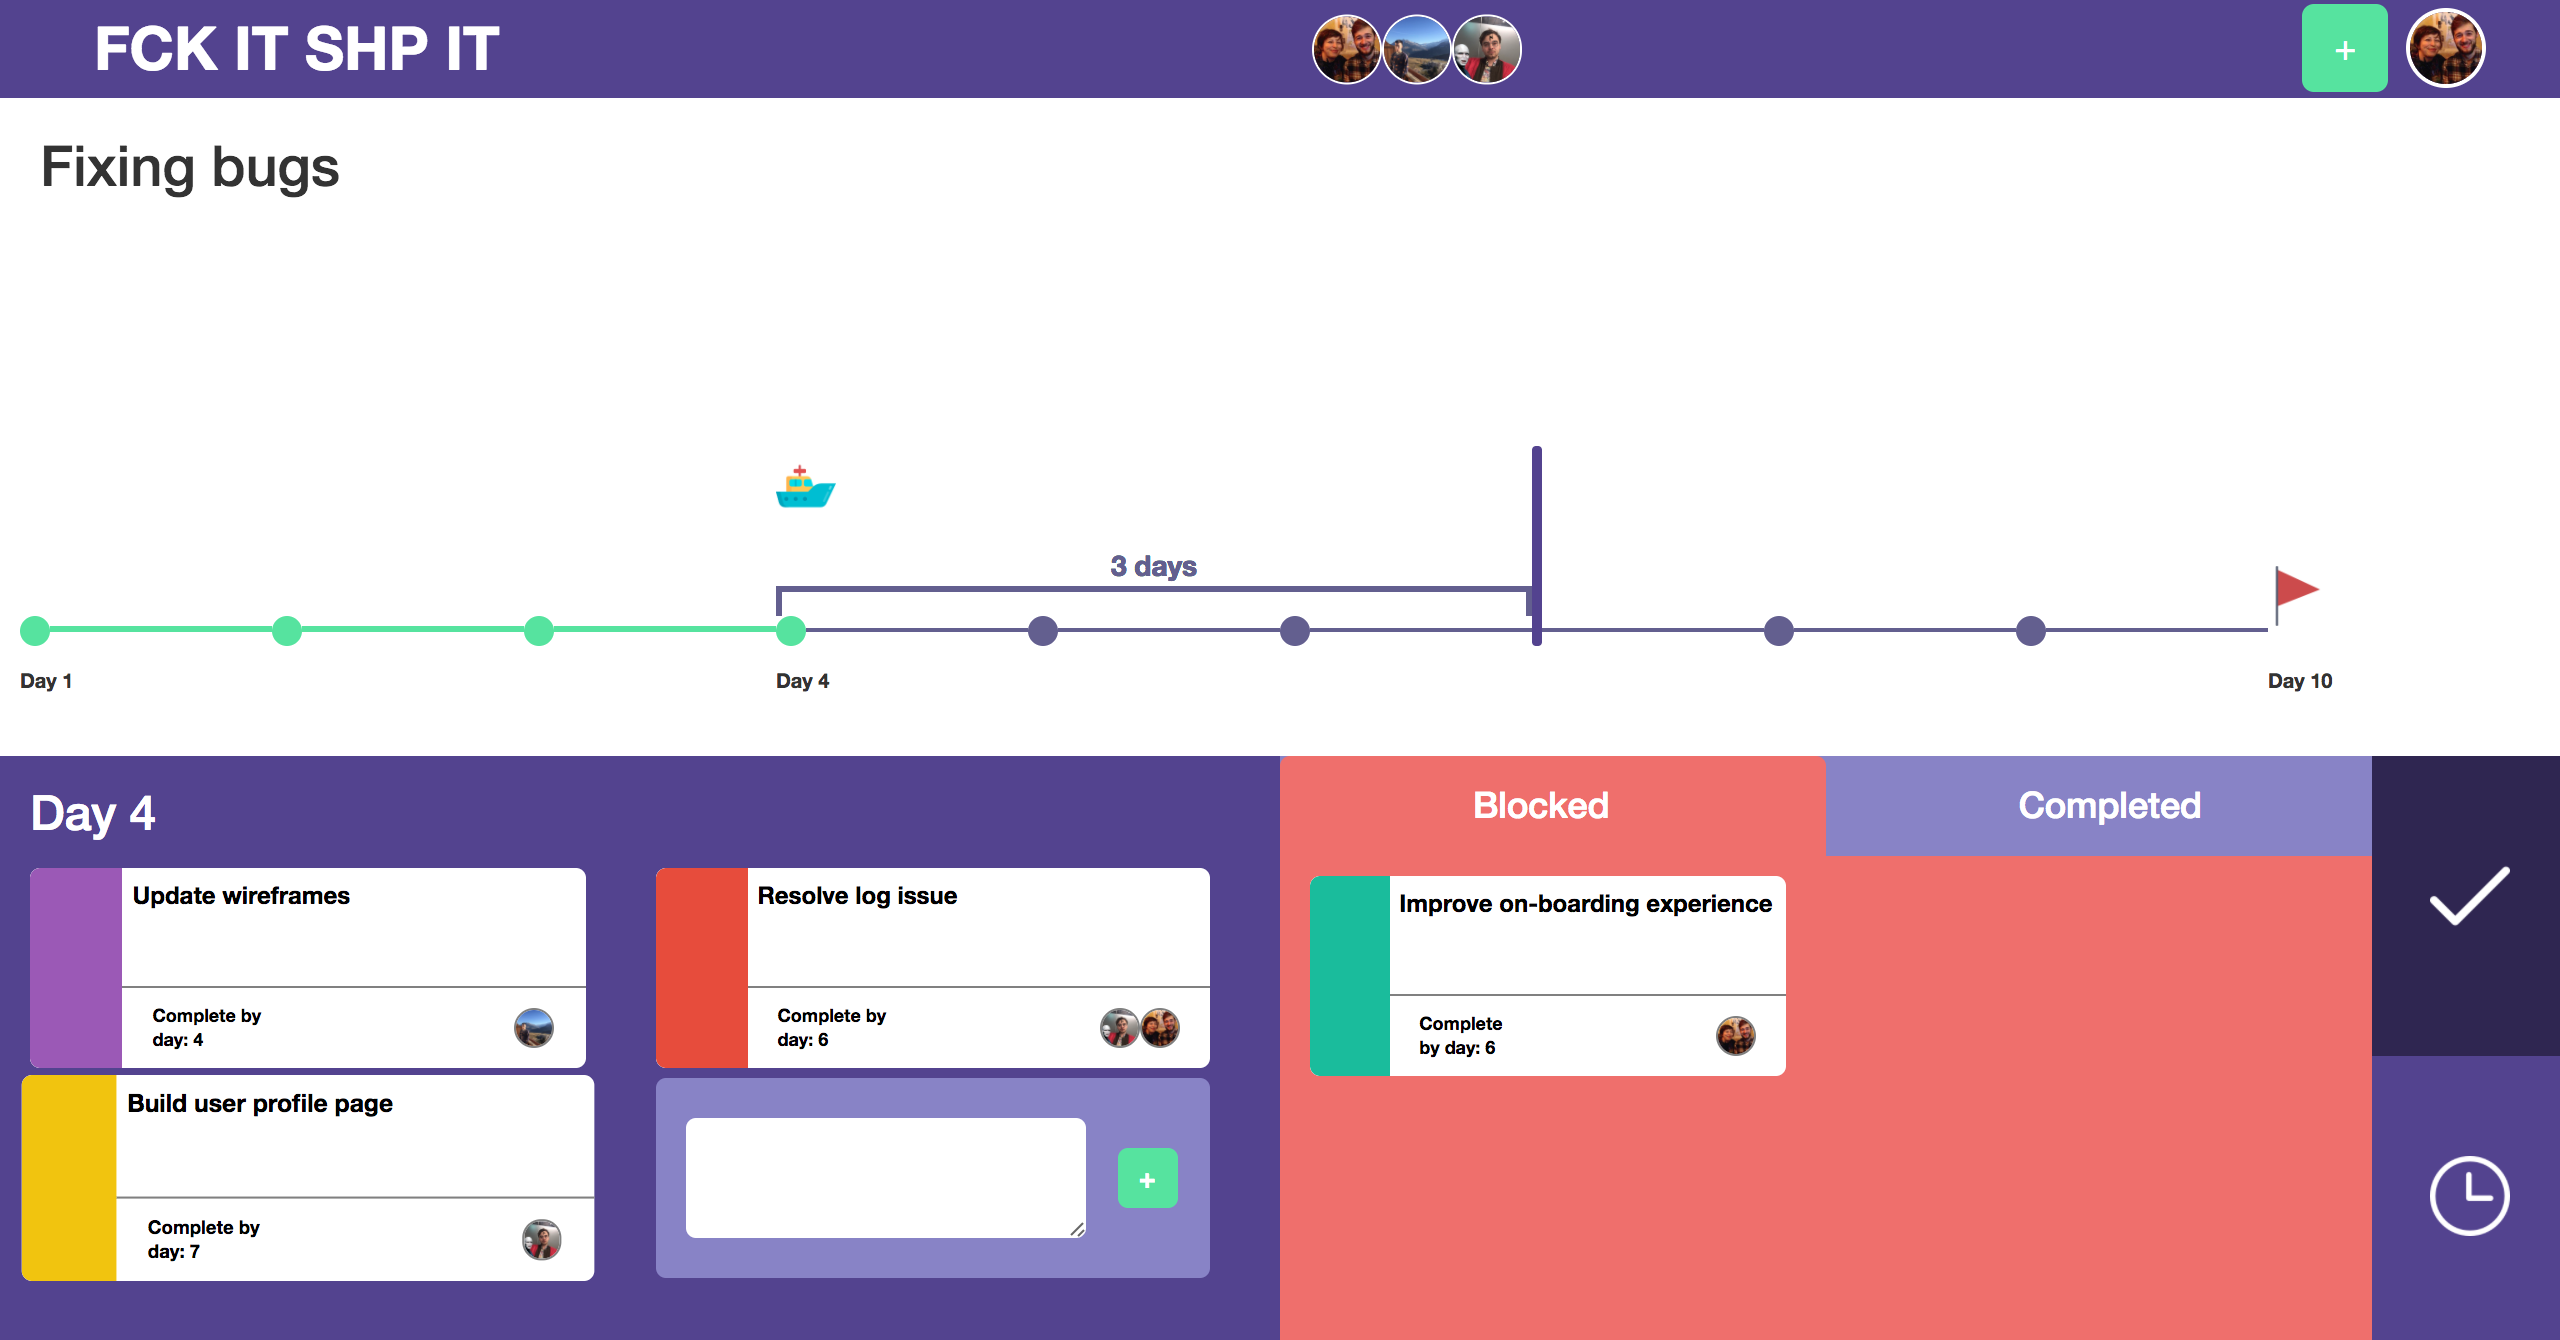 FCK IT SHP IT
+
Fixing bugs
3 days
Day 1
Day 4
Day 10
Day 4
Update wireframes
Complete by
day: 4
Resolve log issue
Complete by
day: 6
Build user profile page
Complete by
day: 7
+
Blocked
Completed
Improve on-boarding experience
Complete
by day: 6